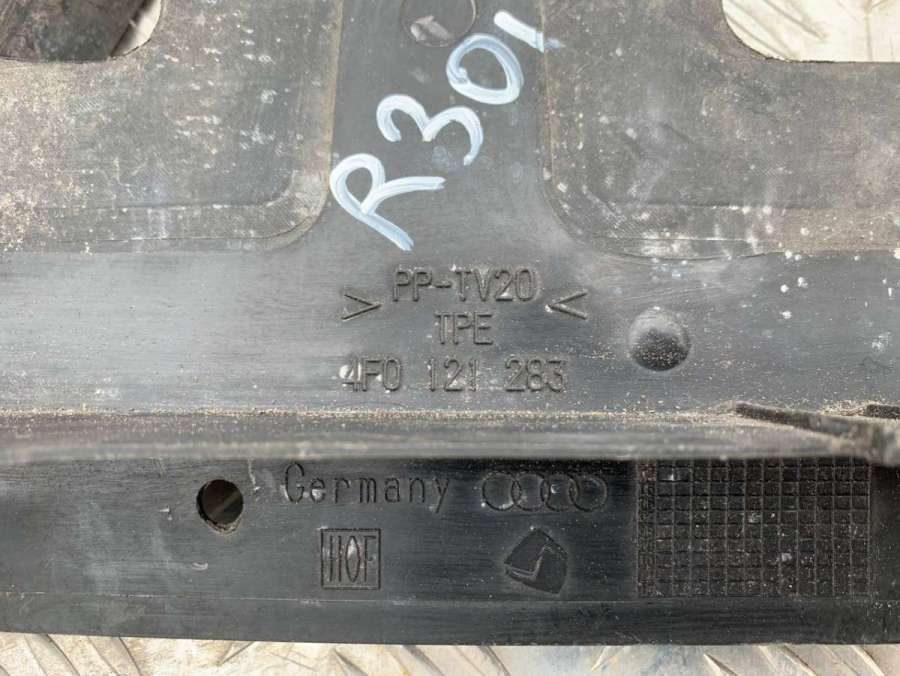 R301
> PP-TV20 <
TPE
4F0 121 283
Germany
HOF